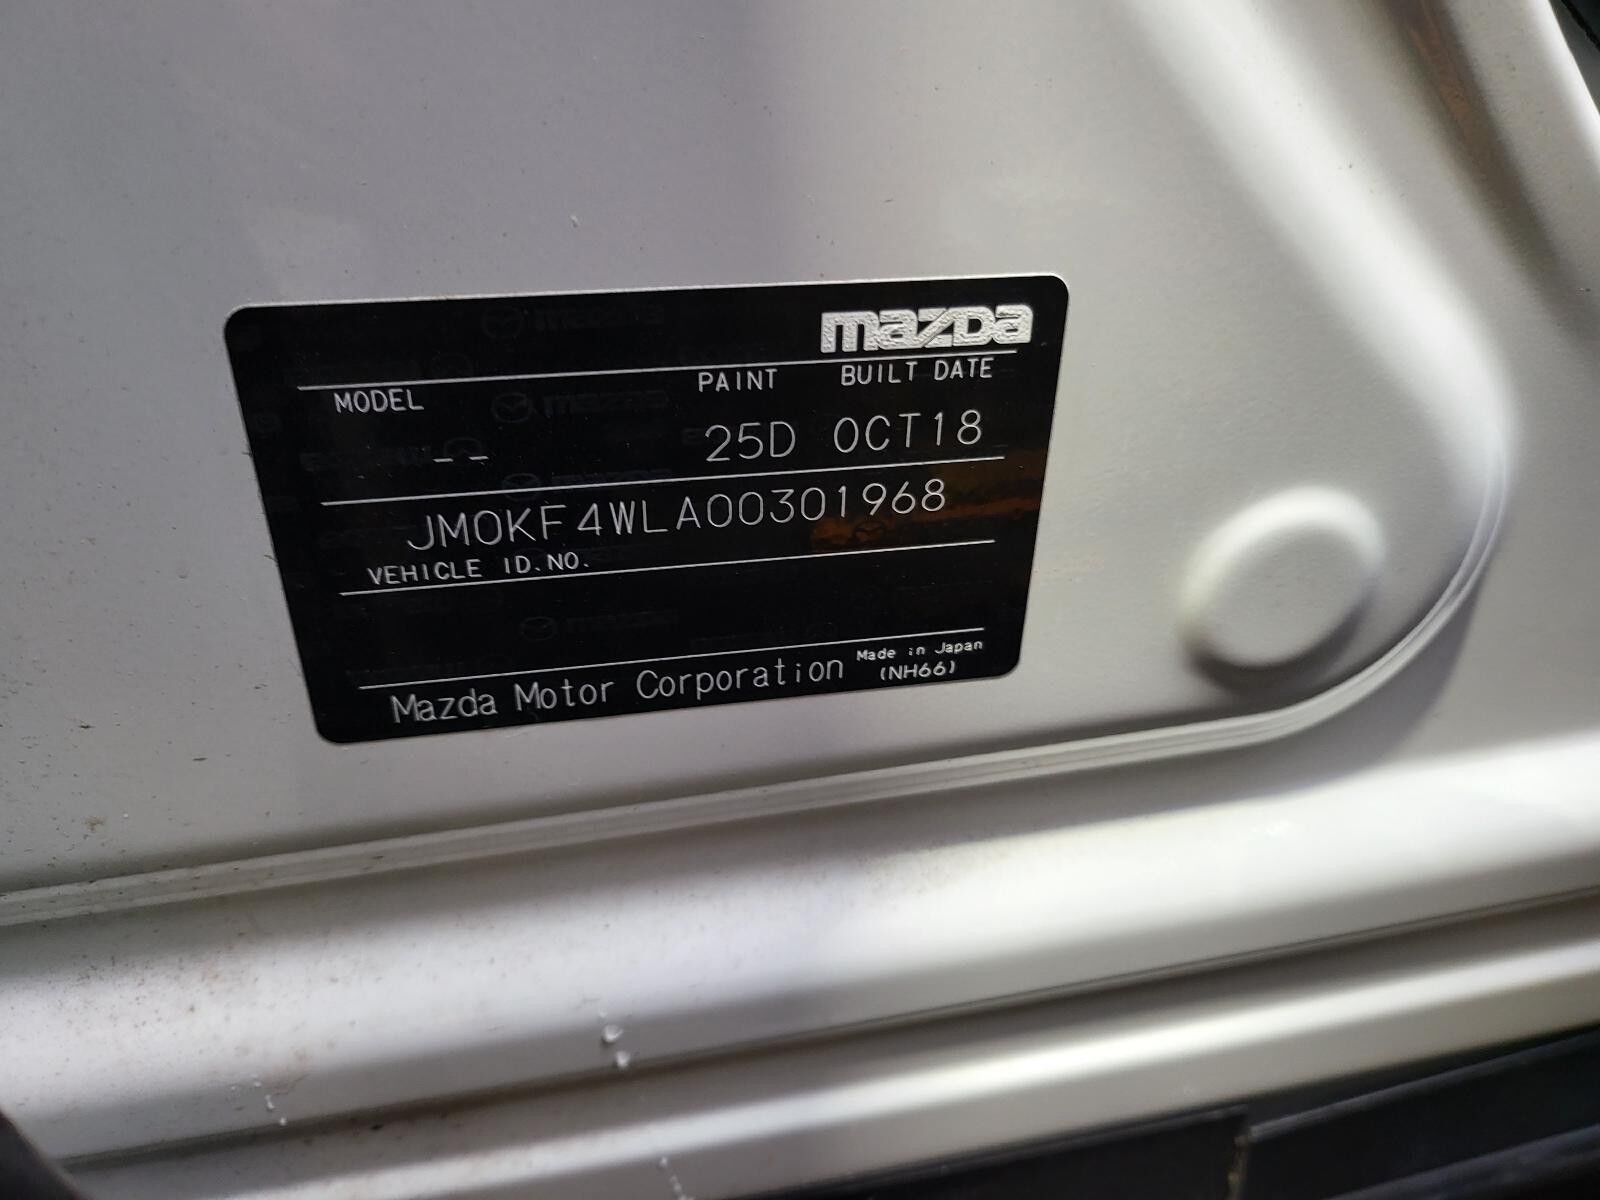 mazda
MODEL PAINT BUILT DATE
-- 25D OCT18
JM0KF4WLA00301968
VEHICLE ID.NO.
Mazda Motor Corporation Made in Japan
(NH66)